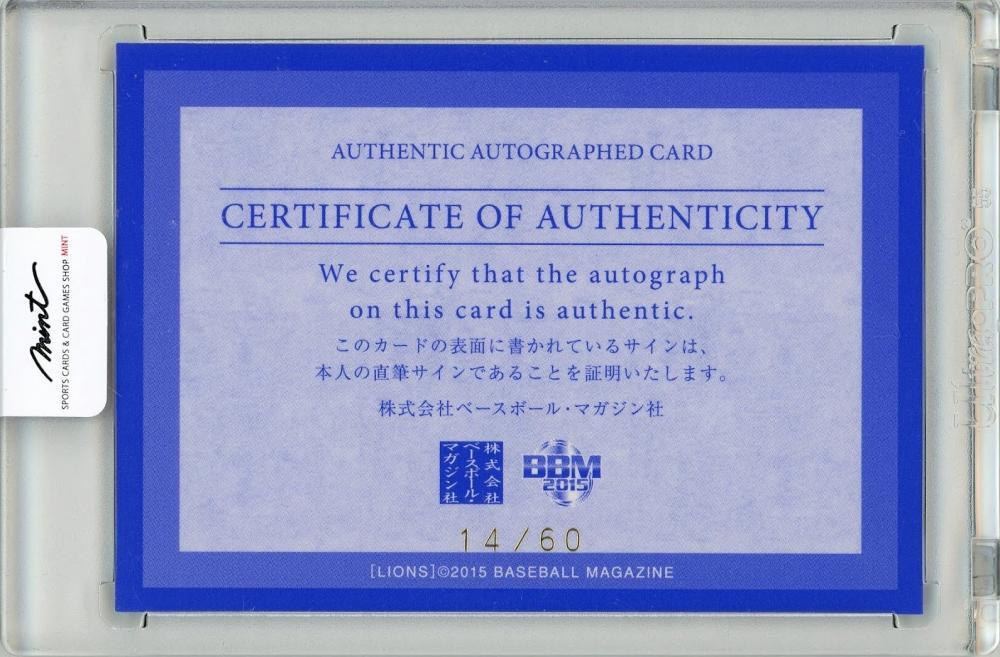 AUTHENTIC AUTOGRAPHED CARD
CERTIFICATE OF AUTHENTICITY
We certify that the autograph
on this card is authentic.
このカードの表面に書かれているサインは、
本人の直筆サインであることを証明いたします。
株式会社ベースボール・マガジン社
株式会社
ベースボール・
マガジン社
BBM
2015
14/60
[LIONS]©2015 BASEBALL MAGAZINE
mint
SPORTS CARDS & CARD GAMES SHOP MINT